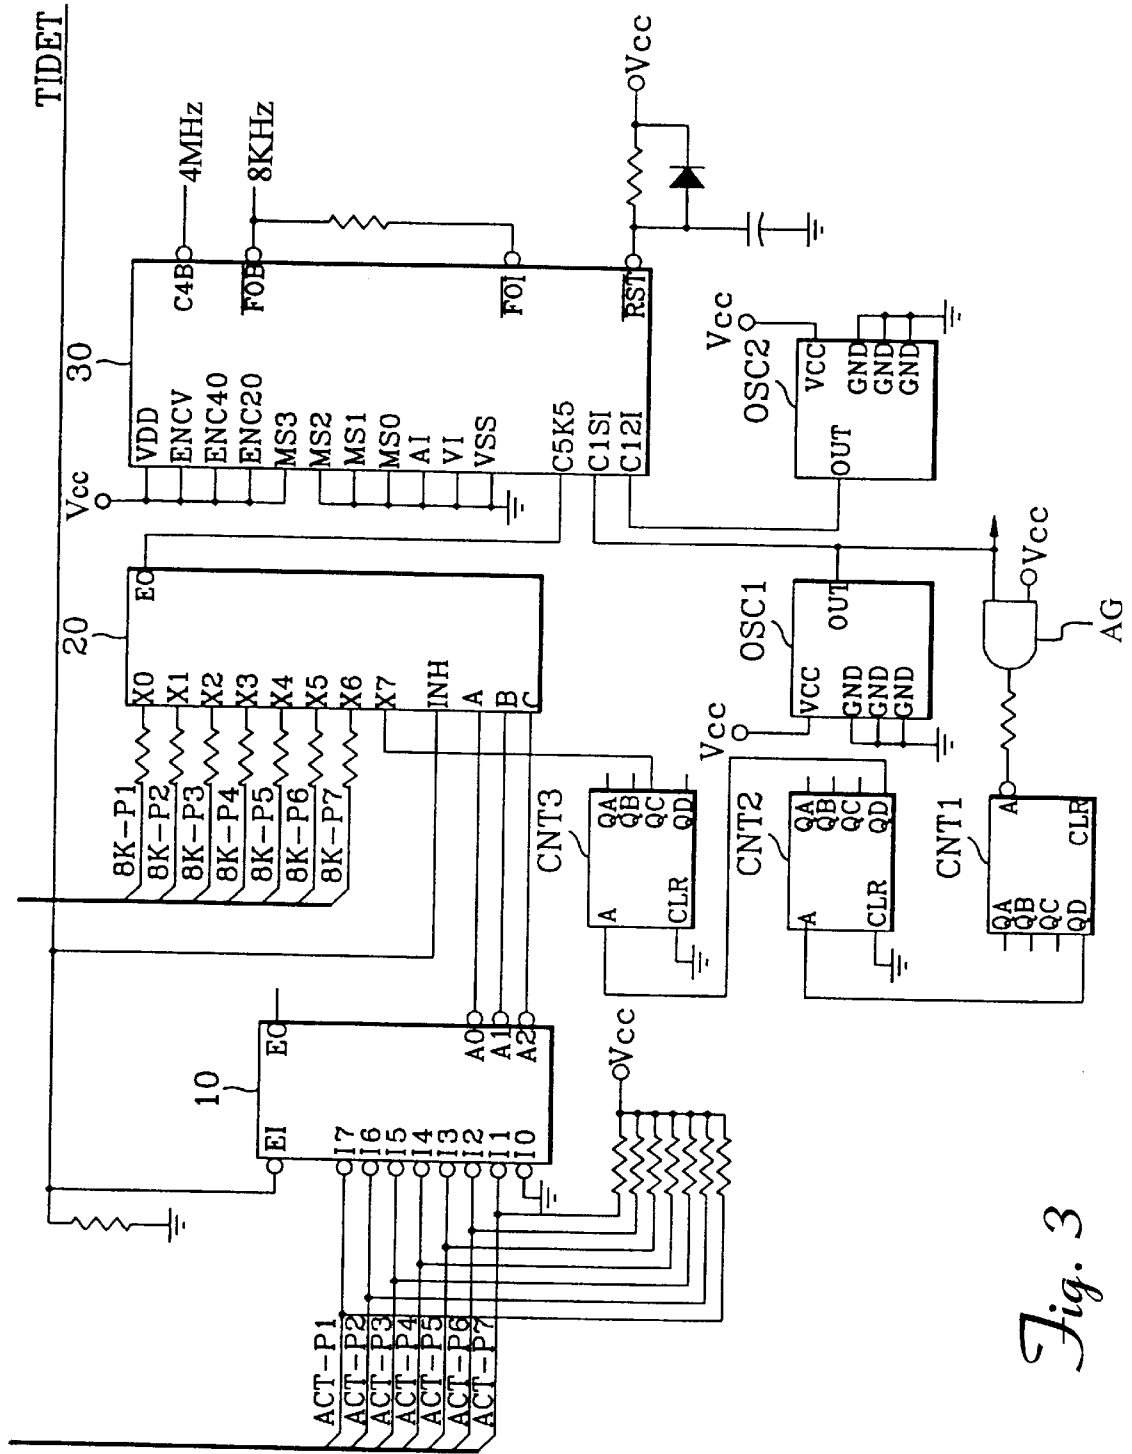 TIDET
ACT-P1
ACT-P2
ACT-P3
ACT-P4
ACT-P5
ACT-P6
ACT-P7
10
EI
EO
I7
I6
I5
I4
I3
I2
I1
I0
A0
A1
A2
Vcc
8K-P1
8K-P2
8K-P3
8K-P4
8K-P5
8K-P6
8K-P7
20
X0
X1
X2
X3
X4
X5
X6
X7
INH
A
B
C
EO
30
Vcc
VDD
ENCV
ENC40
ENC20
MS3
MS2
MS1
MS0
AI
VI
VSS
C5K5
C1SI
C12I
C4B
F0B
F0I
RST
4MHz
8KHz
Vcc
CNT3
A
CLR
QA
QB
QC
QD
CNT2
A
CLR
QA
QB
QC
QD
CNT1
QA
QB
QC
QD
A
CLR
OSC1
Vcc
VCC
GND
GND
GND
OUT
OSC2
Vcc
VCC
GND
GND
GND
OUT
Vcc
AG
Fig. 3